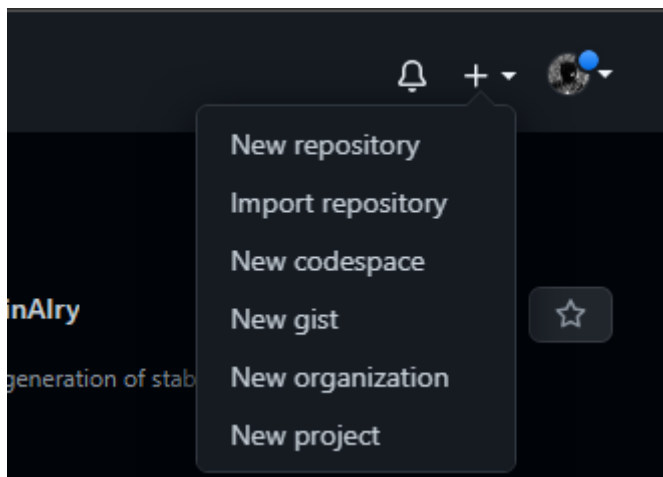 New repository
Import repository
New codespace
inAIry
New gist
generation of stab
New organization
New project